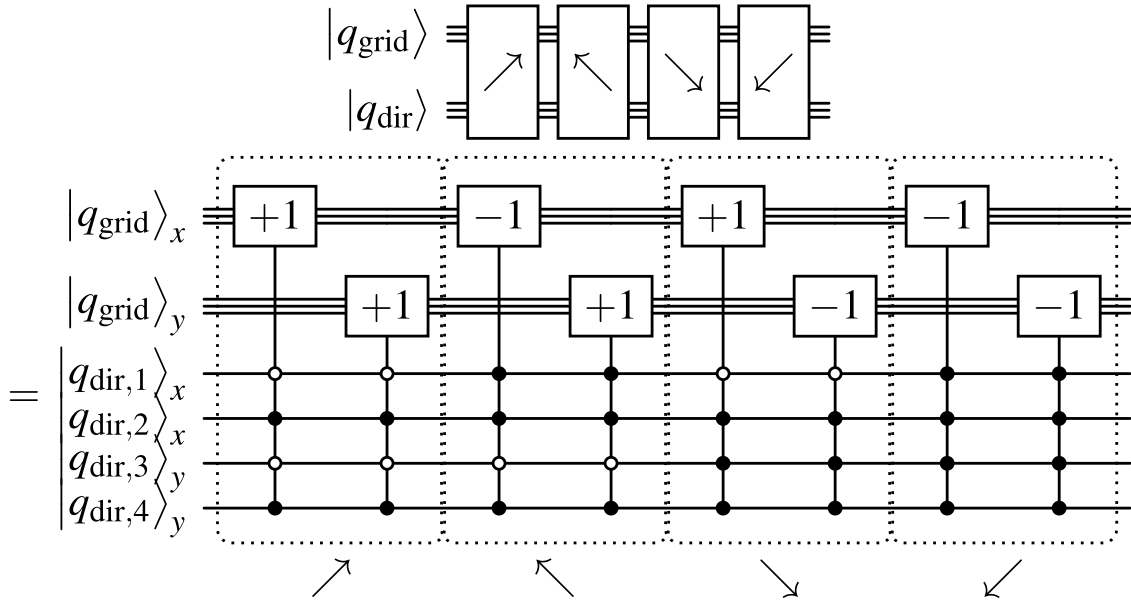 |q_grid⟩
|q_dir⟩
|q_grid⟩_x +1 −1 +1 −1
|q_grid⟩_y +1 +1 −1 −1
|q_dir,1⟩_x
= |q_dir,2⟩_x
|q_dir,3⟩_y
|q_dir,4⟩_y